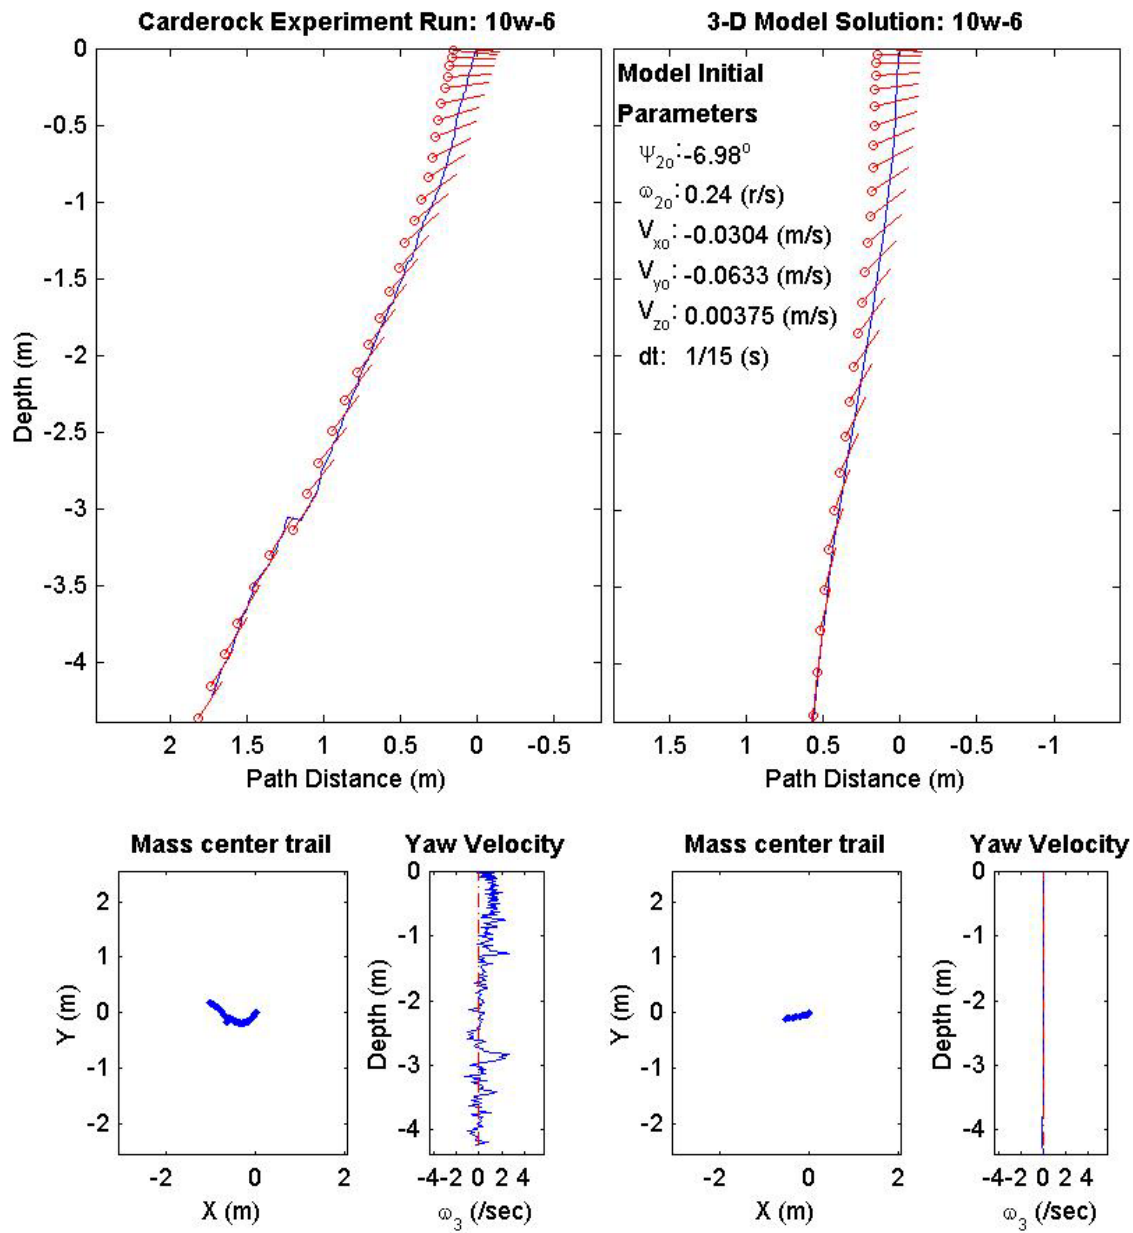 Carderock Experiment Run: 10w-6
0
-0.5
-1
-1.5
-2
-2.5
-3
-3.5
-4
Depth (m)
2 1.5 1 0.5 0 -0.5
Path Distance (m)
3-D Model Solution: 10w-6
Model Initial
Parameters
Ψ2o:-6.98o
ω2o:0.24 (r/s)
Vxo:-0.0304 (m/s)
Vyo:-0.0633 (m/s)
Vzo:0.00375 (m/s)
dt: 1/15 (s)
1.5 1 0.5 0 -0.5 -1
Path Distance (m)
Mass center trail
2
1
0
-1
-2
Y (m)
-2 0 2
X (m)
Yaw Velocity
0
-1
-2
-3
-4
Depth (m)
-4 -2 0 2 4
ω3 (/sec)
Mass center trail
2
1
0
-1
-2
Y (m)
-2 0 2
X (m)
Yaw Velocity
0
-1
-2
-3
-4
Depth (m)
-4 -2 0 2 4
ω3 (/sec)